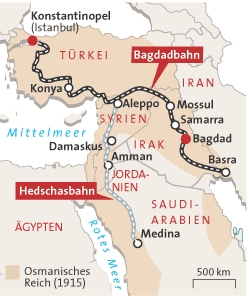 Konstantinopel
(Istanbul)
TÜRKEI
Bagdadbahn
IRAN
Konya
Aleppo
Mossul
Samarra
SYRIEN
Mittelmeer
Bagdad
Damaskus
IRAK
Amman
Basra
JORDA-
NIEN
Hedschasbahn
SAUDI-
ARABIEN
ÄGYPTEN
Rotes Meer
Medina
Osmanisches
Reich (1915)
500 km